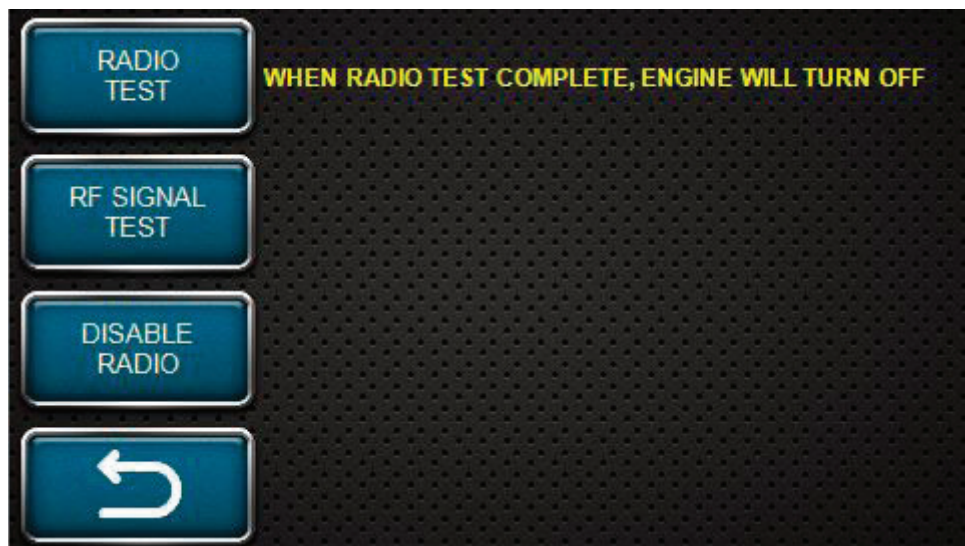 RADIO
TEST
WHEN RADIO TEST COMPLETE, ENGINE WILL TURN OFF
RF SIGNAL
TEST
DISABLE
RADIO